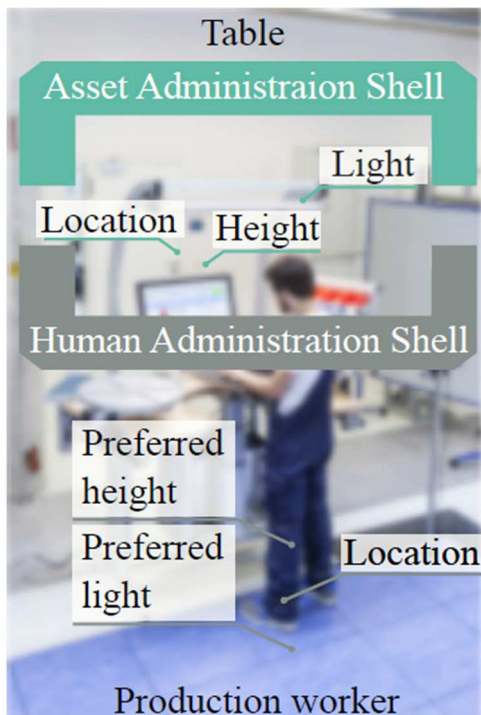 Table
Asset Administraion Shell
Light
Location
Height
Human Administration Shell
Preferred
height
Preferred
light
Location
Production worker